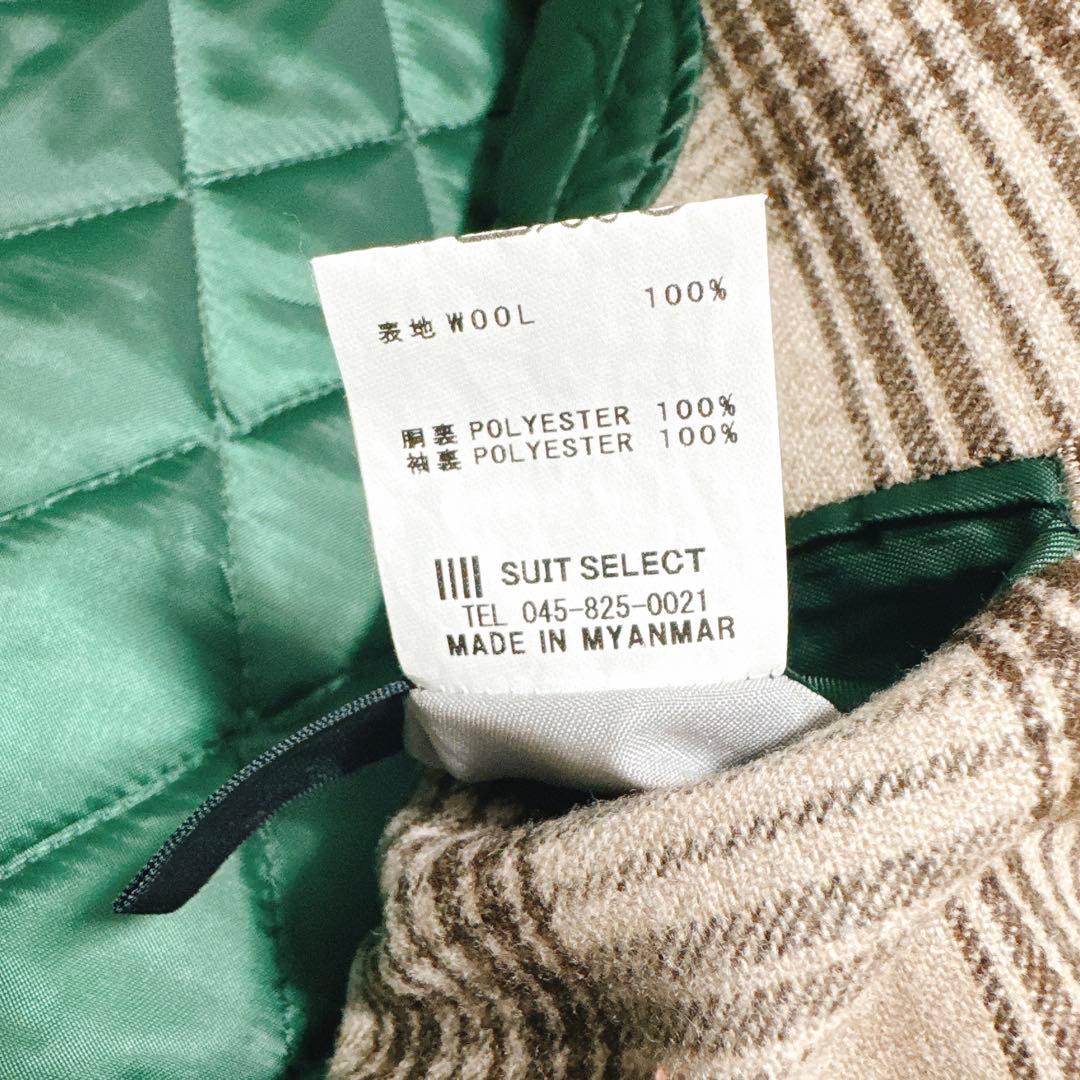 表地 WOOL 100%
胴裏 POLYESTER 100%
袖裏 POLYESTER 100%
SUIT SELECT
TEL 045-825-0021
MADE IN MYANMAR